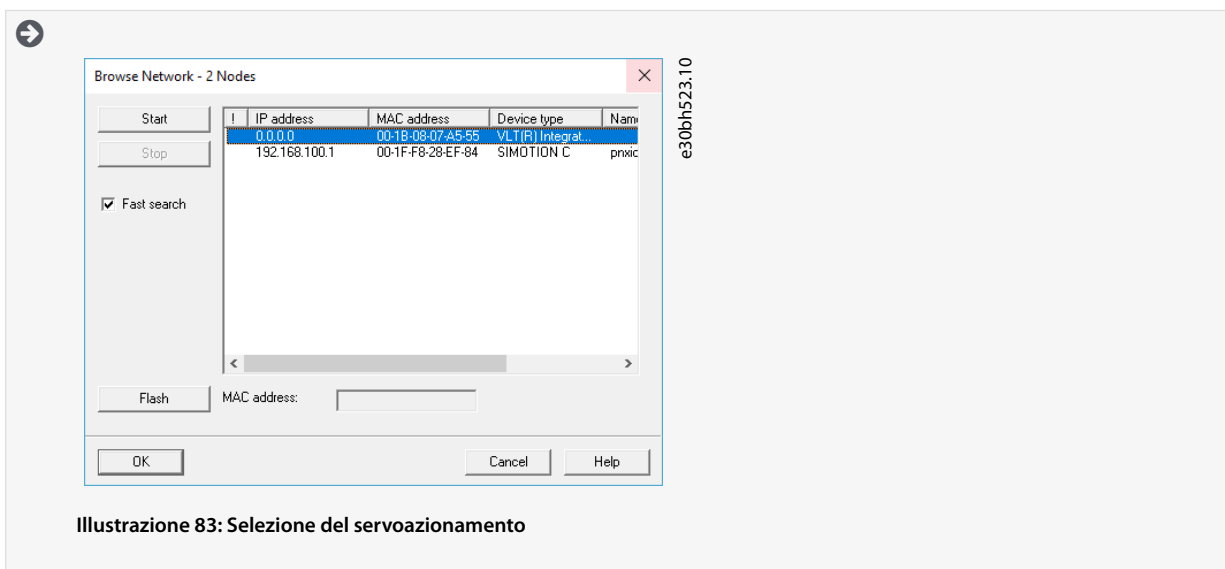 Browse Network - 2 Nodes
Start
Stop
Fast search
! IP address MAC address Device type
0.0.0.0 00-1B-08-07-A5-55 VLT(R) Integrat...
192.168.100.1 00-1F-F8-28-EF-84 SIMOTION C
Flash MAC address:
OK Cancel Help
e30bh523.10
Illustrazione 83: Selezione del servoazionamento